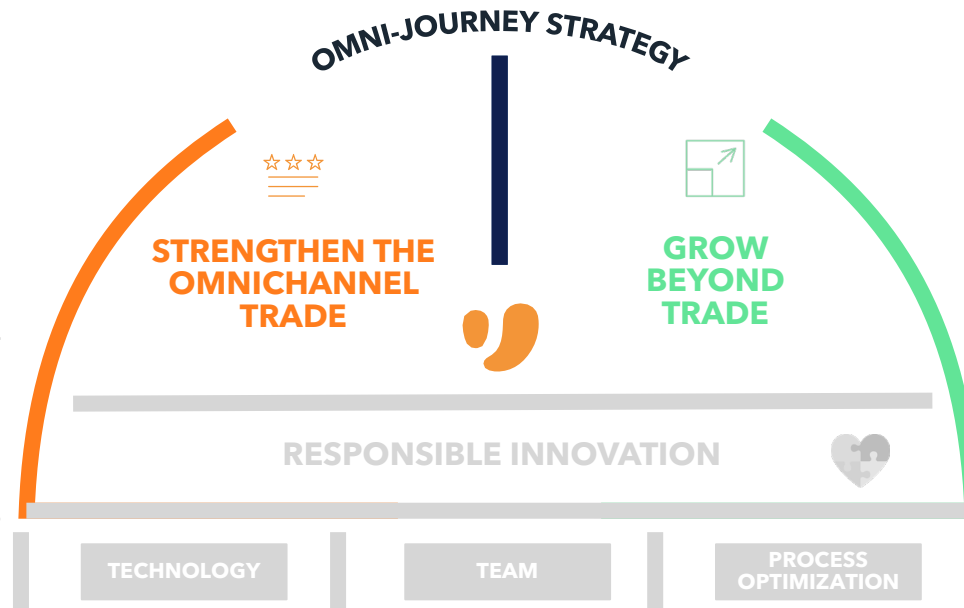 OMNI-JOURNEY STRATEGY
STRENGTHEN THE
OMNICHANNEL
TRADE
GROW
BEYOND
TRADE
RESPONSIBLE INNOVATION
TECHNOLOGY
TEAM
PROCESS
OPTIMIZATION